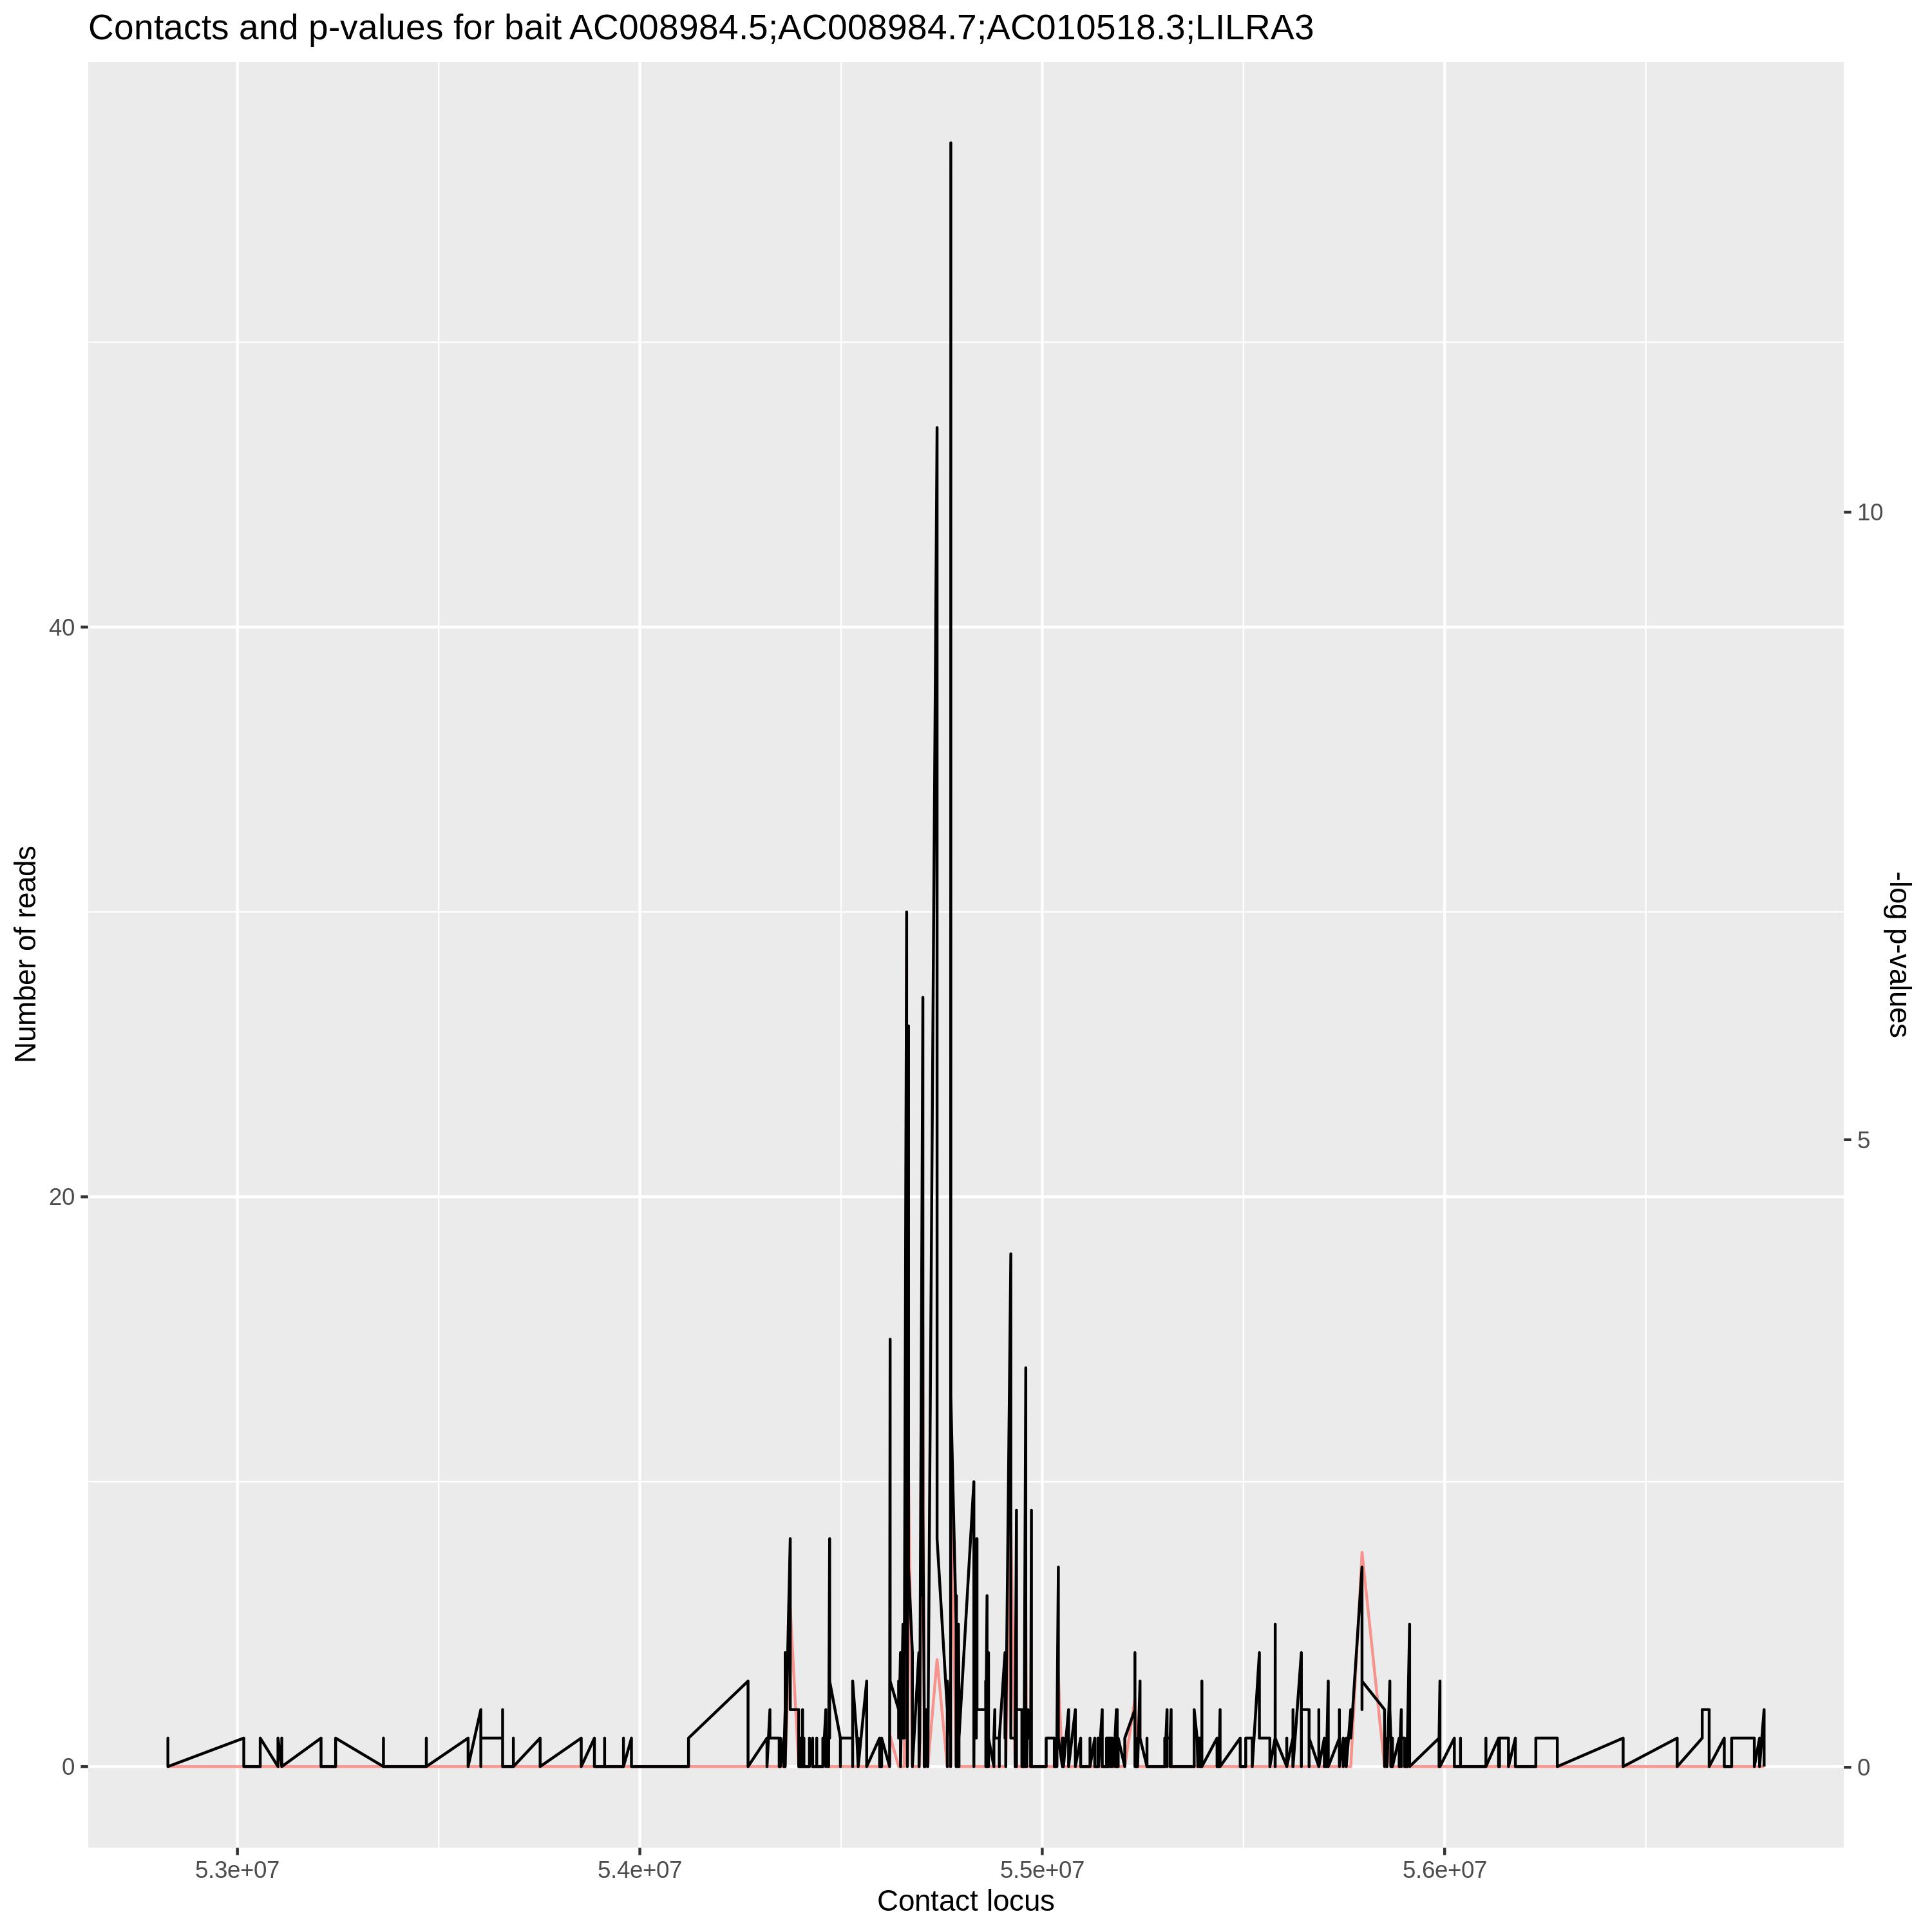 Contacts and p-values for bait AC008984.5;AC008984.7;AC010518.3;LILRA3
Number of reads
40
20
0
10
5
0
-log p-values
5.3e+07
5.4e+07
5.5e+07
5.6e+07
Contact locus